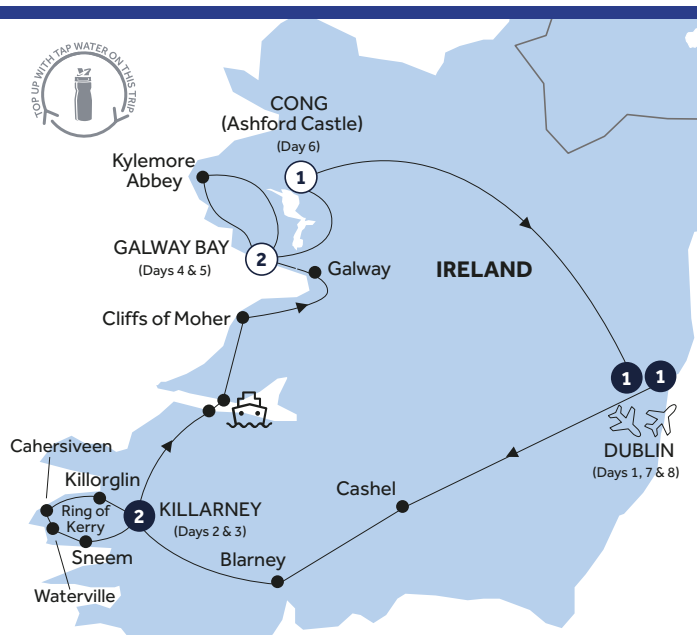 TOP UP WITH TAP WATER ON THIS TRIP
CONG
(Ashford Castle)
(Day 6)
1
Kylemore
Abbey
GALWAY BAY
(Days 4 & 5)
2
Galway
IRELAND
Cliffs of Moher
1
1
DUBLIN
(Days 1, 7 & 8)
Cahersiveen
Killorglin
Ring of
Kerry
2
KILLARNEY
(Days 2 & 3)
Cashel
Sneem
Blarney
Waterville